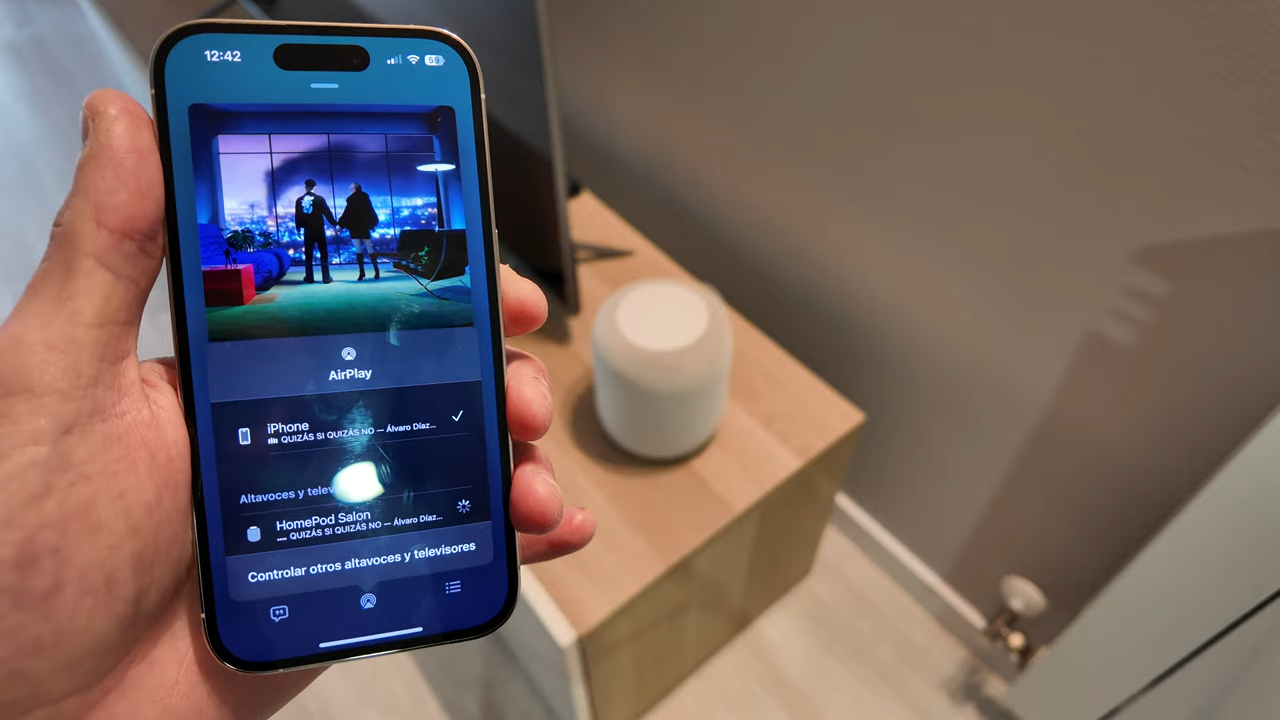 12:42
59
AirPlay
iPhone
QUIZÁS SI QUIZÁS NO — Álvaro Díaz...
Altavoces y
HomePod Salon
QUIZÁS SI QUIZÁS NO — Álvaro Díaz...
Controlar otros altavoces y televisores